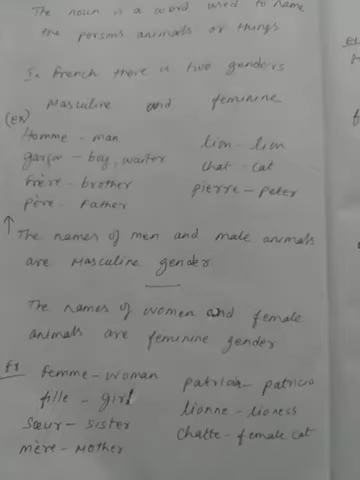 The noun is a word used to name
the persons animals or things
In French there is two genders
Masculine and feminine
(ex)
Homme - man
garçon - boy, waiter
Frère - brother
père - Father
lion - lion
chat - cat
pierre - peter
The names of men and male animals
are Masculine gender
The names of women and female
animals are feminine gender
Ex
femme - woman
fille - girl
Sœur - sister
mère - Mother
patricia - patricia
lionne - lioness
chatte - female cat